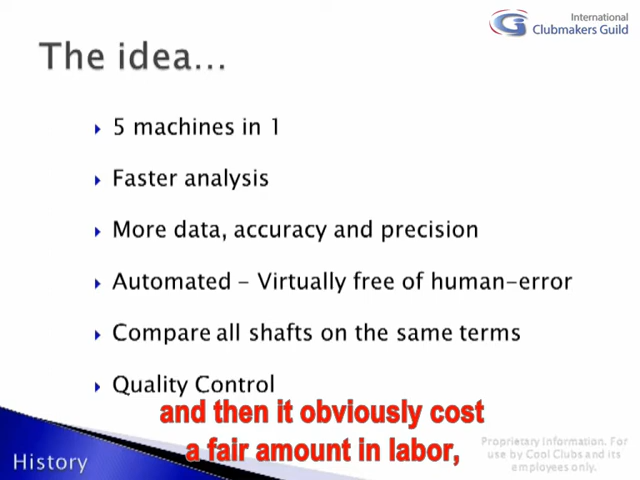 International
Clubmakers Guild
The idea...
5 machines in 1
Faster analysis
More data, accuracy and precision
Automated – Virtually free of human-error
Compare all shafts on the same terms
Quality Control
and then it obviously cost
a fair amount in labor,
History
Proprietary Information. For
use by Cool Clubs and its
employees only.